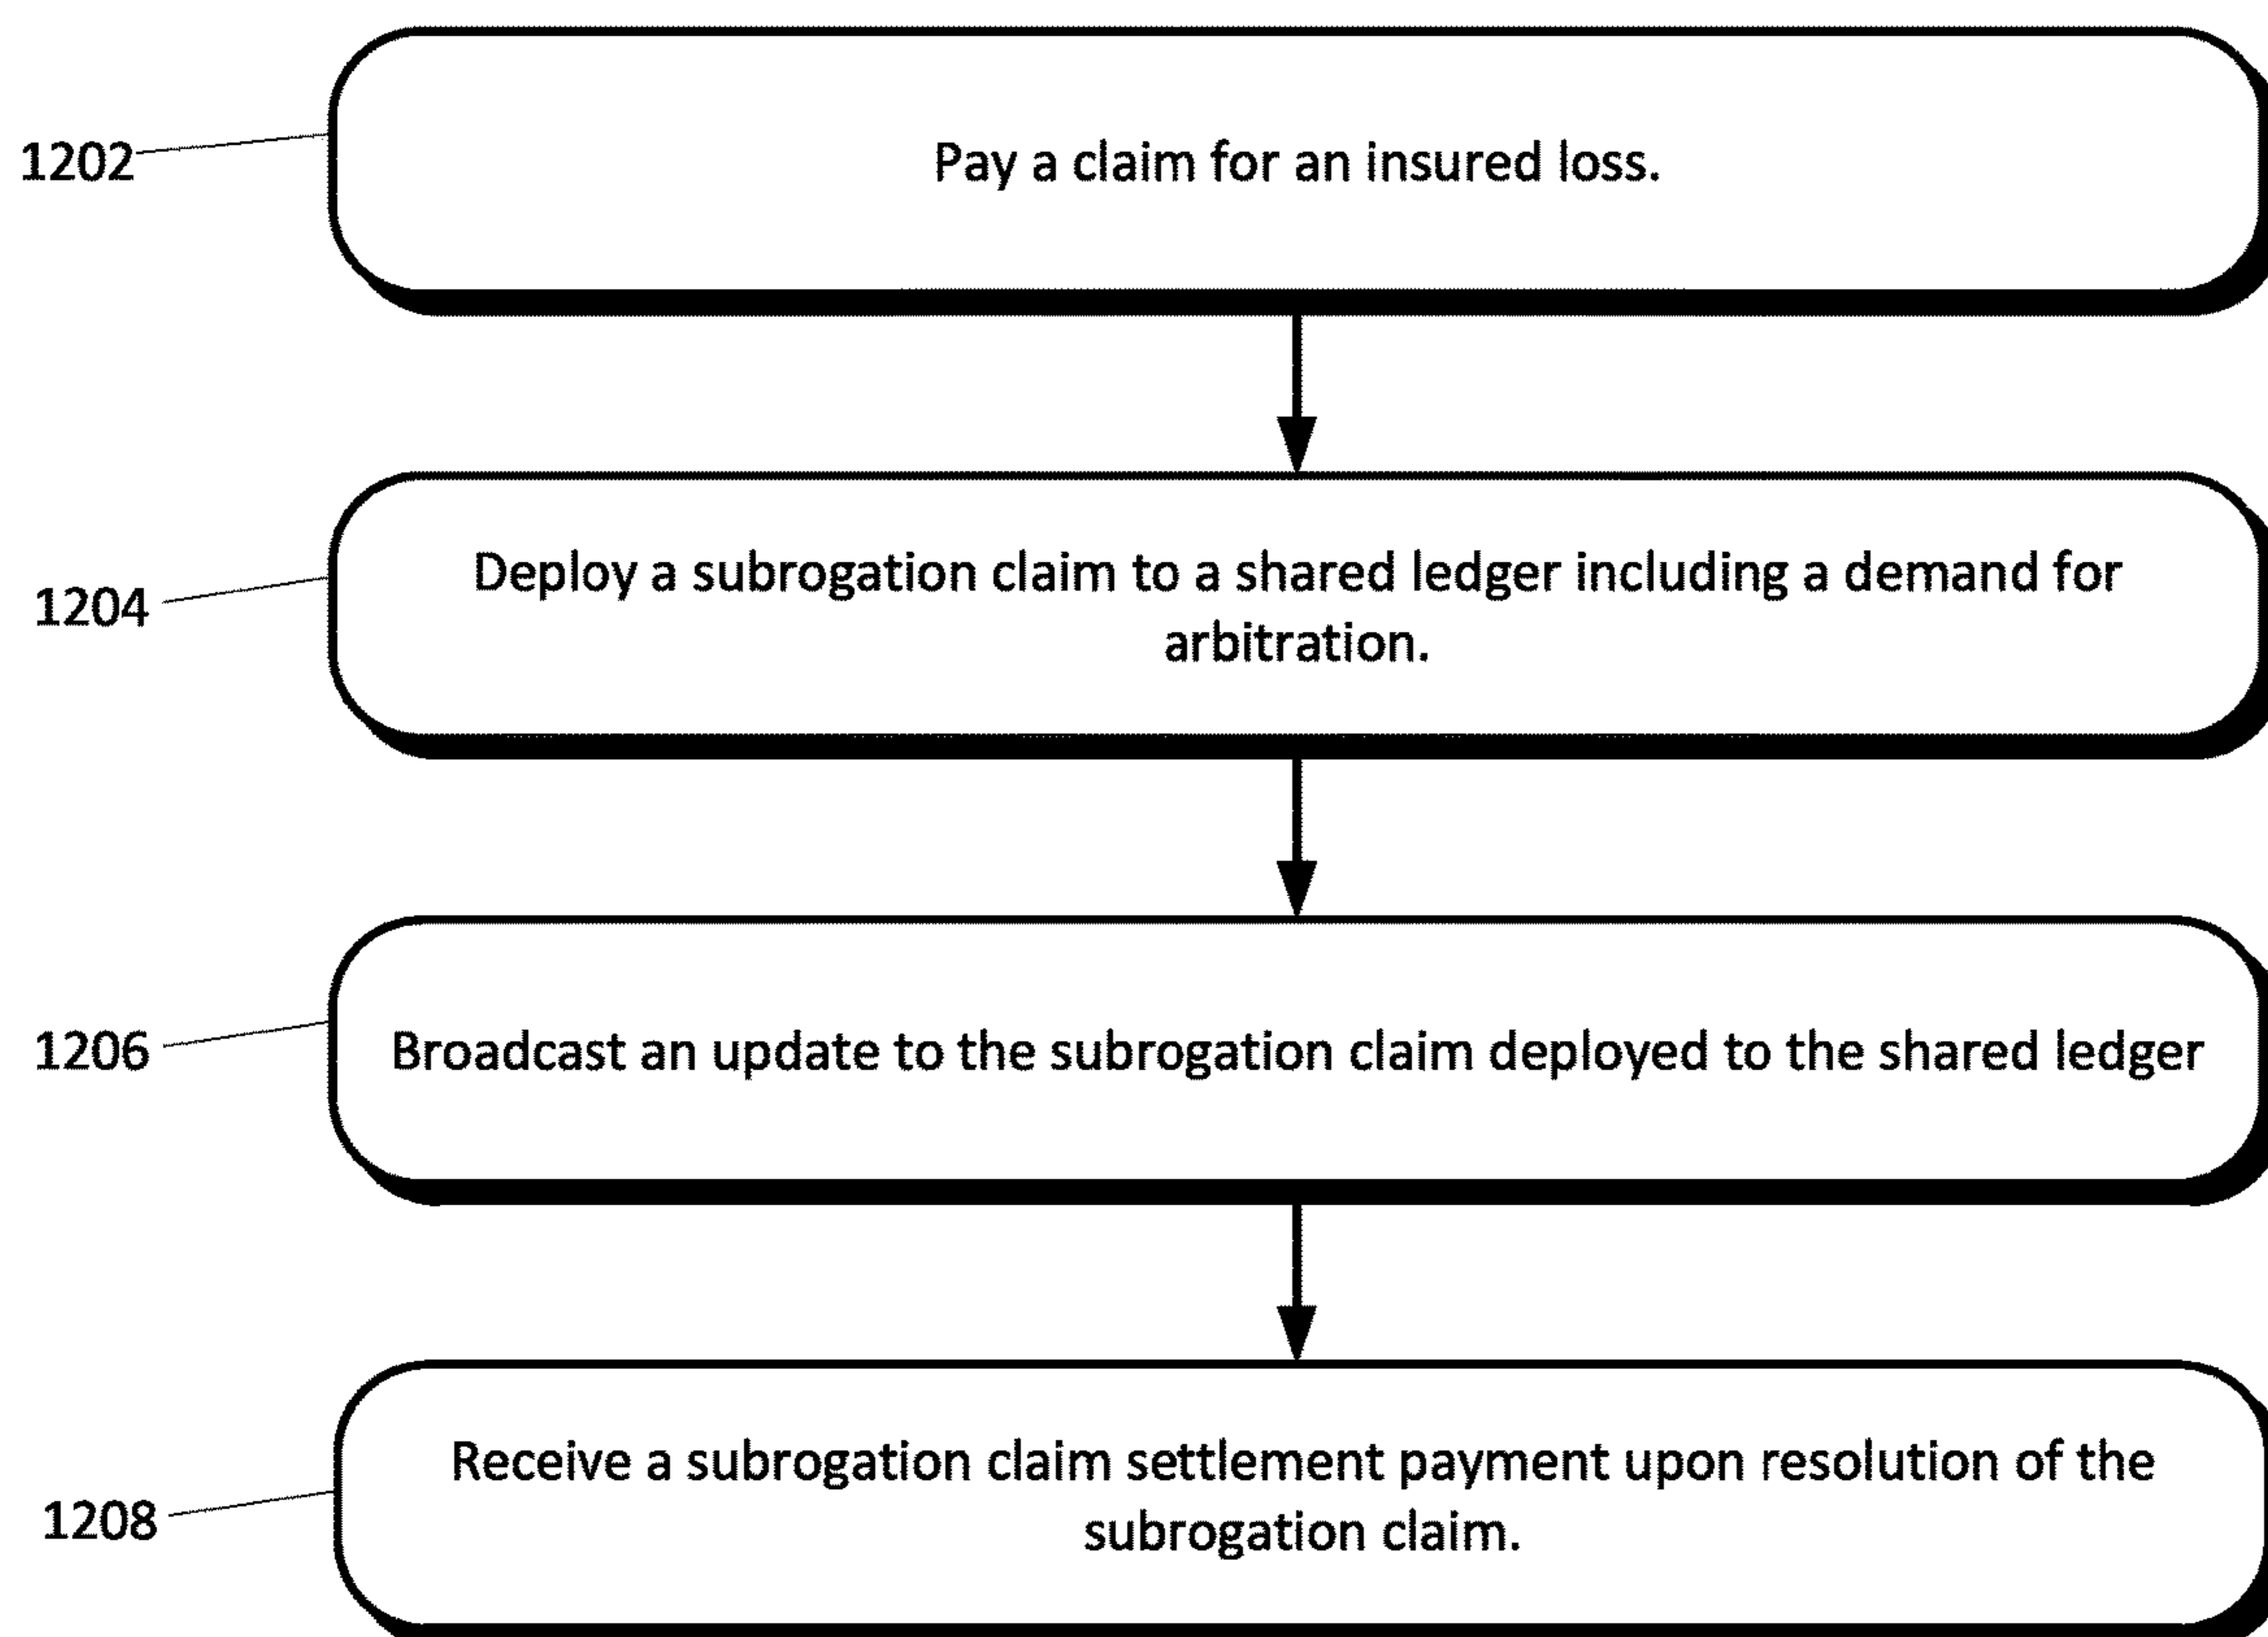 1202
Pay a claim for an insured loss.
1204
Deploy a subrogation claim to a shared ledger including a demand for
arbitration.
1206
Broadcast an update to the subrogation claim deployed to the shared ledger
1208
Receive a subrogation claim settlement payment upon resolution of the
subrogation claim.